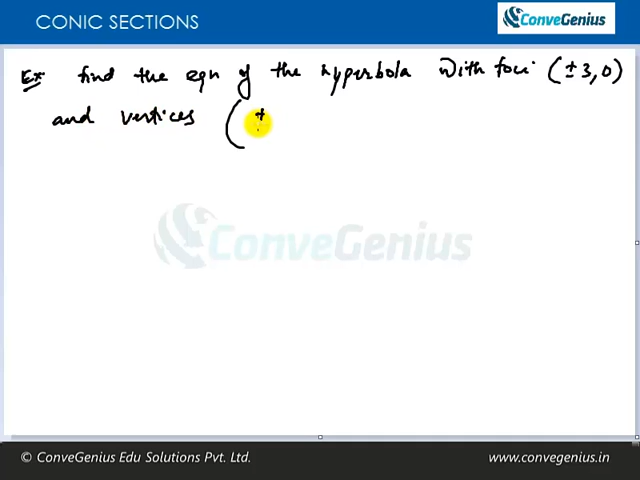 CONIC SECTIONS
ConveGenius
Ex find the eqn of the hyperbola with foci (±3,0)
and vertices (±
ConveGenius
© ConveGenius Edu Solutions Pvt. Ltd.
www.convegenius.in